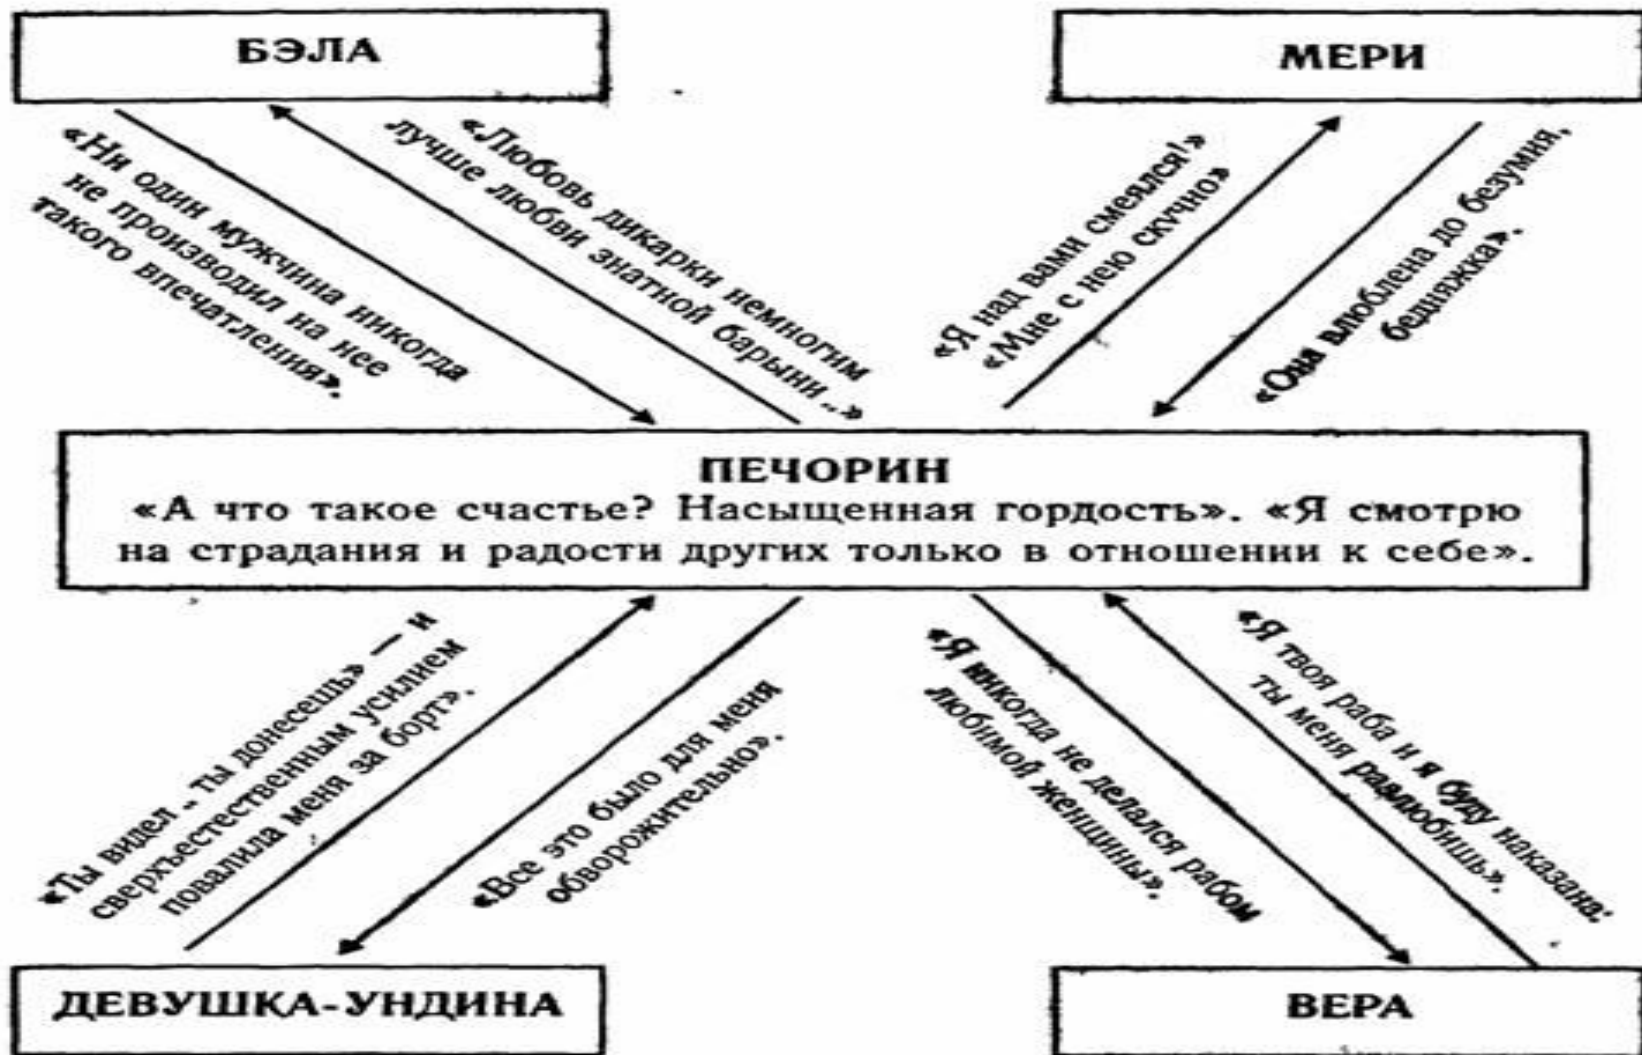 БЭЛА
МЕРИ
«Ни один мужчина никогда
не производил на нее
такого впечатления».
«Любовь дикарки немногим
лучше любви знатной барыни..»
«Я над вами смеялся!»
«Мне с нею скучно»
«Она влюблена до безумия,
бедняжка».
ПЕЧОРИН
«А что такое счастье? Насыщенная гордость». «Я смотрю
на страдания и радости других только в отношении к себе».
«Ты видел .. ты донесешь» — и
сверхъестественным усилием
повалила меня за борт».
«Все это было для меня
обворожительно».
«Я никогда не делался рабом
любимой женщины».
«Я твоя раба и я буду наказана:
ты меня разлюбишь».
ДЕВУШКА-УНДИНА
ВЕРА